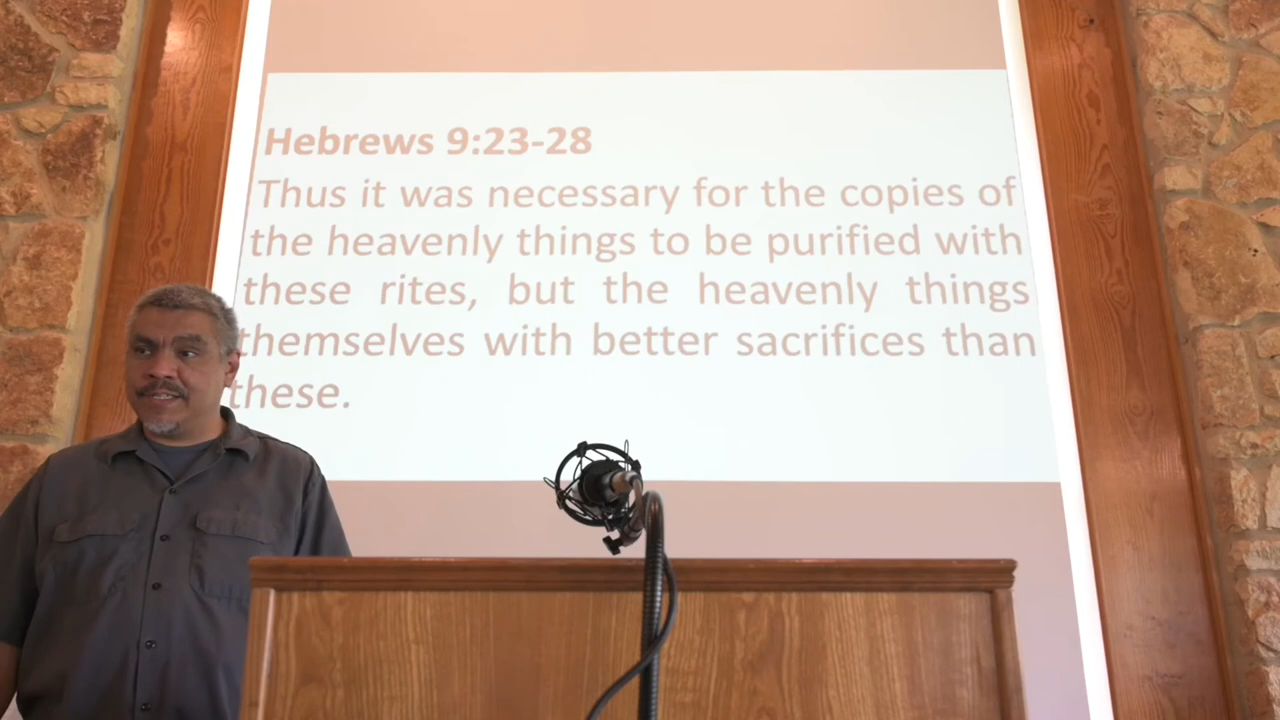 Hebrews 9:23-28
Thus it was necessary for the copies of
the heavenly things to be purified with
these rites, but the heavenly things
themselves with better sacrifices than
these.